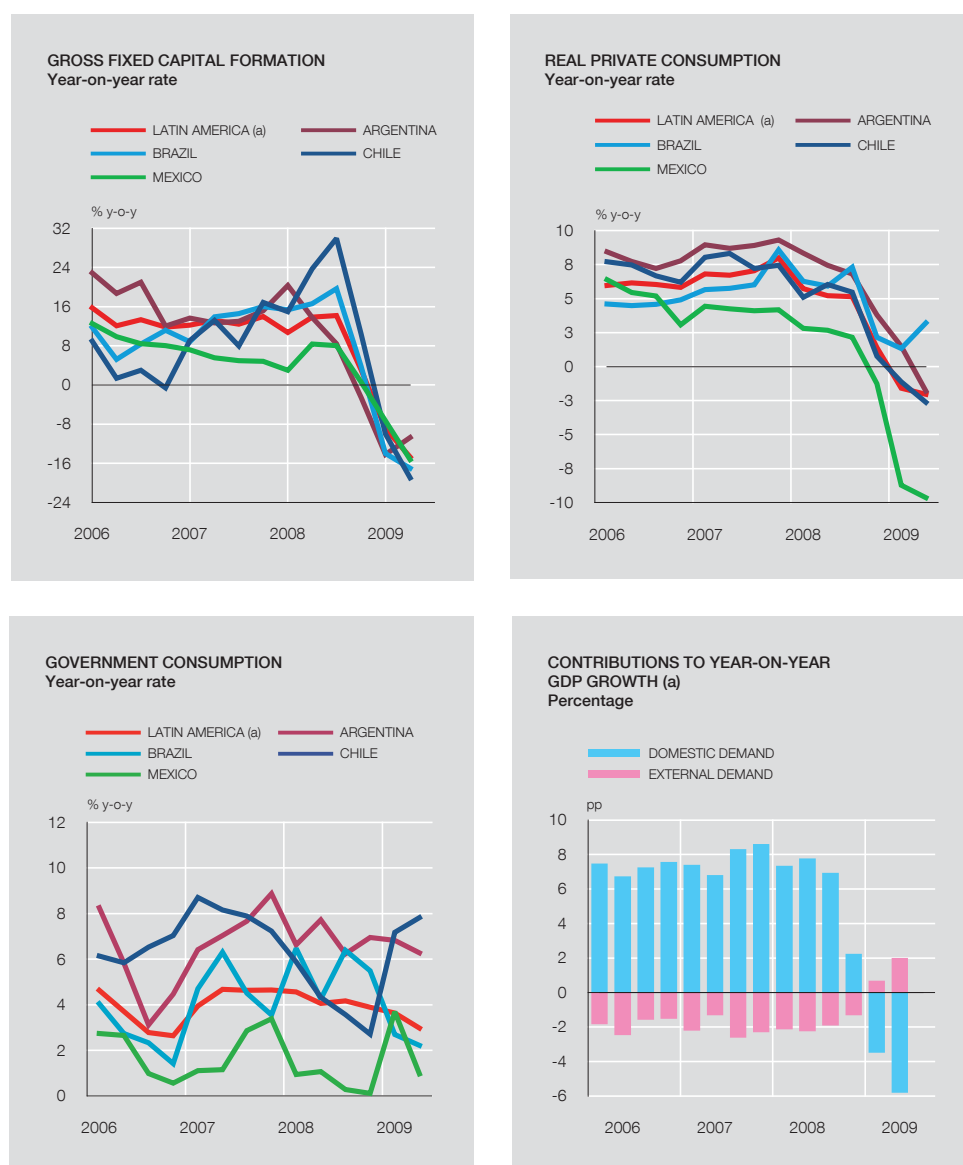 GROSS FIXED CAPITAL FORMATION
Year-on-year rate
LATIN AMERICA (a)
ARGENTINA
BRAZIL
CHILE
MEXICO
% y-o-y
32
24
16
8
0
-8
-16
-24
2006 2007 2008 2009
REAL PRIVATE CONSUMPTION
Year-on-year rate
LATIN AMERICA (a)
ARGENTINA
BRAZIL
CHILE
MEXICO
% y-o-y
10
8
5
3
0
-3
-5
-8
-10
2006 2007 2008 2009
GOVERNMENT CONSUMPTION
Year-on-year rate
LATIN AMERICA (a)
ARGENTINA
BRAZIL
CHILE
MEXICO
% y-o-y
12
10
8
6
4
2
0
2006 2007 2008 2009
CONTRIBUTIONS TO YEAR-ON-YEAR
GDP GROWTH (a)
Percentage
DOMESTIC DEMAND
EXTERNAL DEMAND
pp
10
8
6
4
2
0
-2
-4
-6
2006 2007 2008 2009